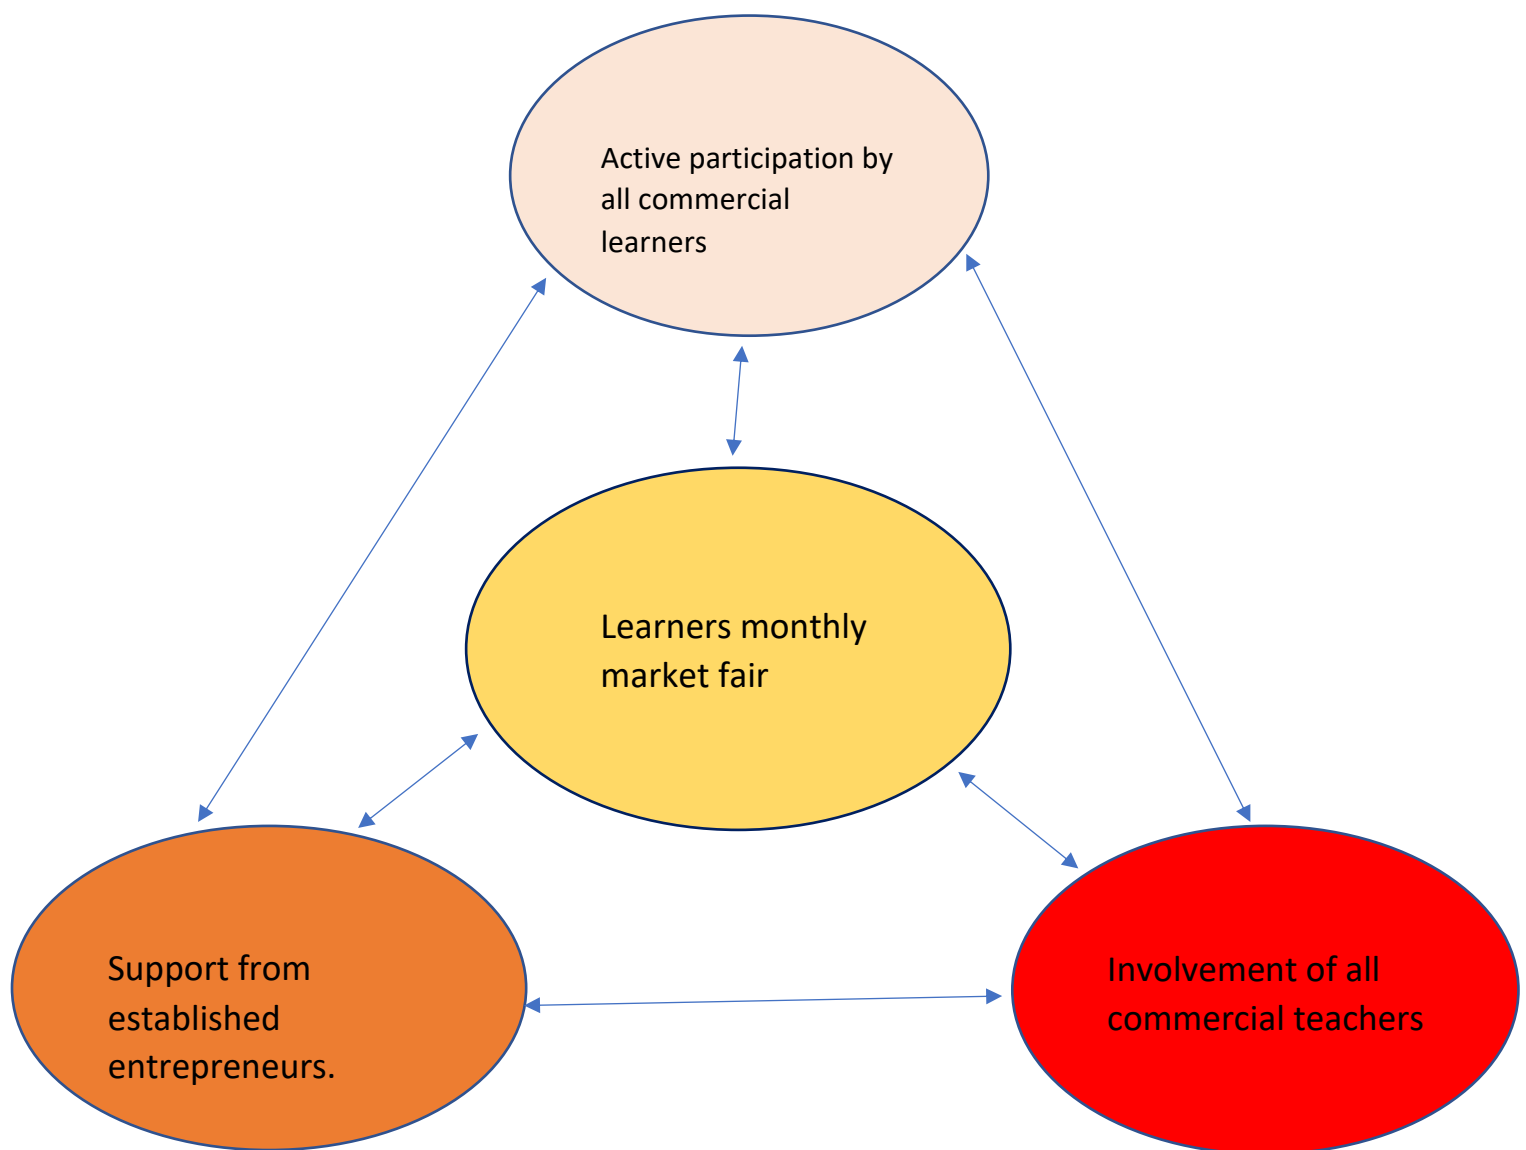 Active participation by
all commercial
learners
Learners monthly
market fair
Support from
established
entrepreneurs.
Involvement of all
commercial teachers